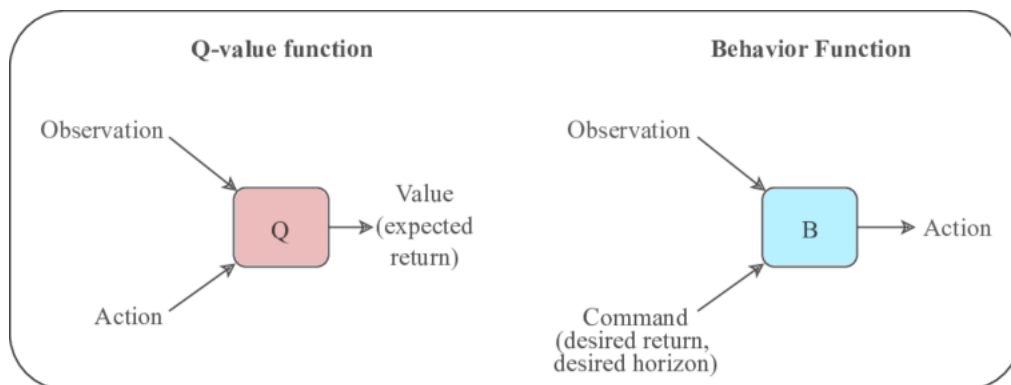 Q-value function
Observation
Q
Value
(expected
return)
Action
Behavior Function
Observation
B
Action
Command
(desired return,
desired horizon)